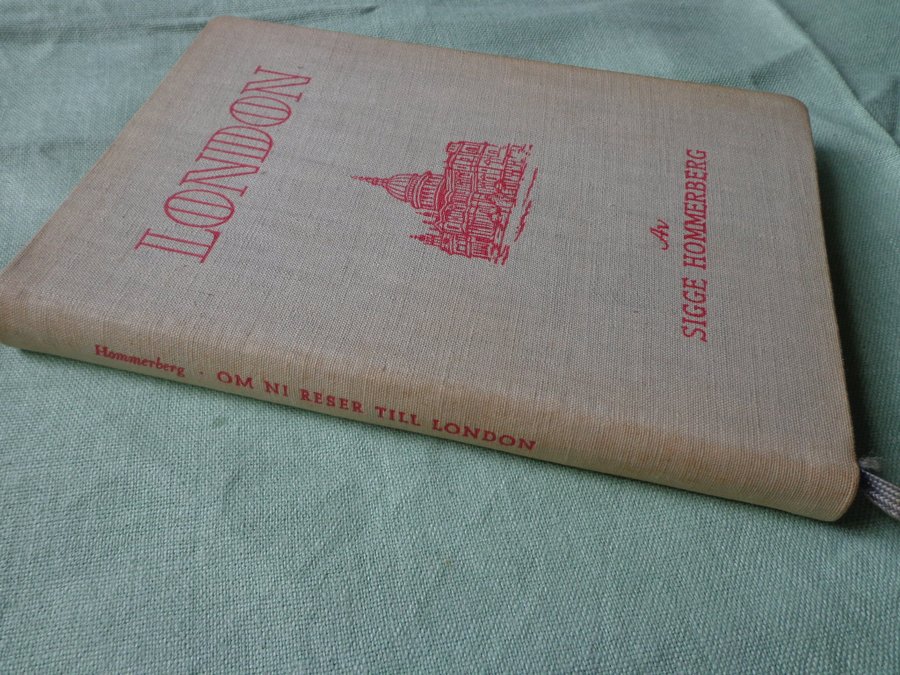 LONDON
Av
SIGGE HOMMERBERG
Hommerberg · OM NI RESER TILL LONDON